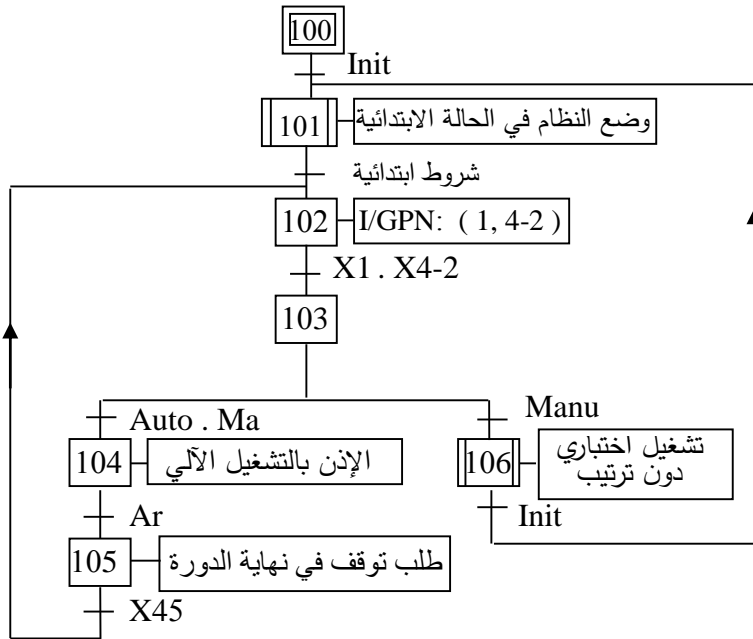 100
Init
101 وضع النظام في الحالة الابتدائية
شروط ابتدائية
102 I/GPN: ( 1, 4-2 )
X1 . X4-2
103
Auto . Ma
Manu
104 الإذن بالتشغيل الآلي
106 تشغيل اختباري
دون ترتيب
Ar
Init
105 طلب توقف في نهاية الدورة
X45